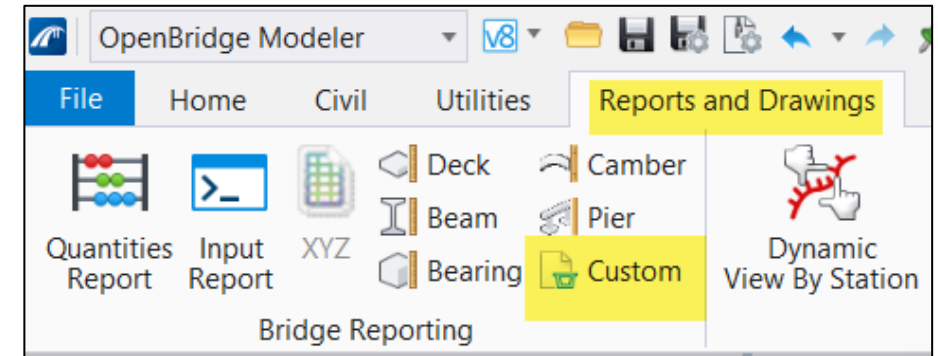 OpenBridge Modeler V8
File Home Civil Utilities Reports and Drawings
Quantities
Report
Input
Report
XYZ
Deck
Beam
Bearing
Camber
Pier
Custom
Dynamic
View By Station
Bridge Reporting